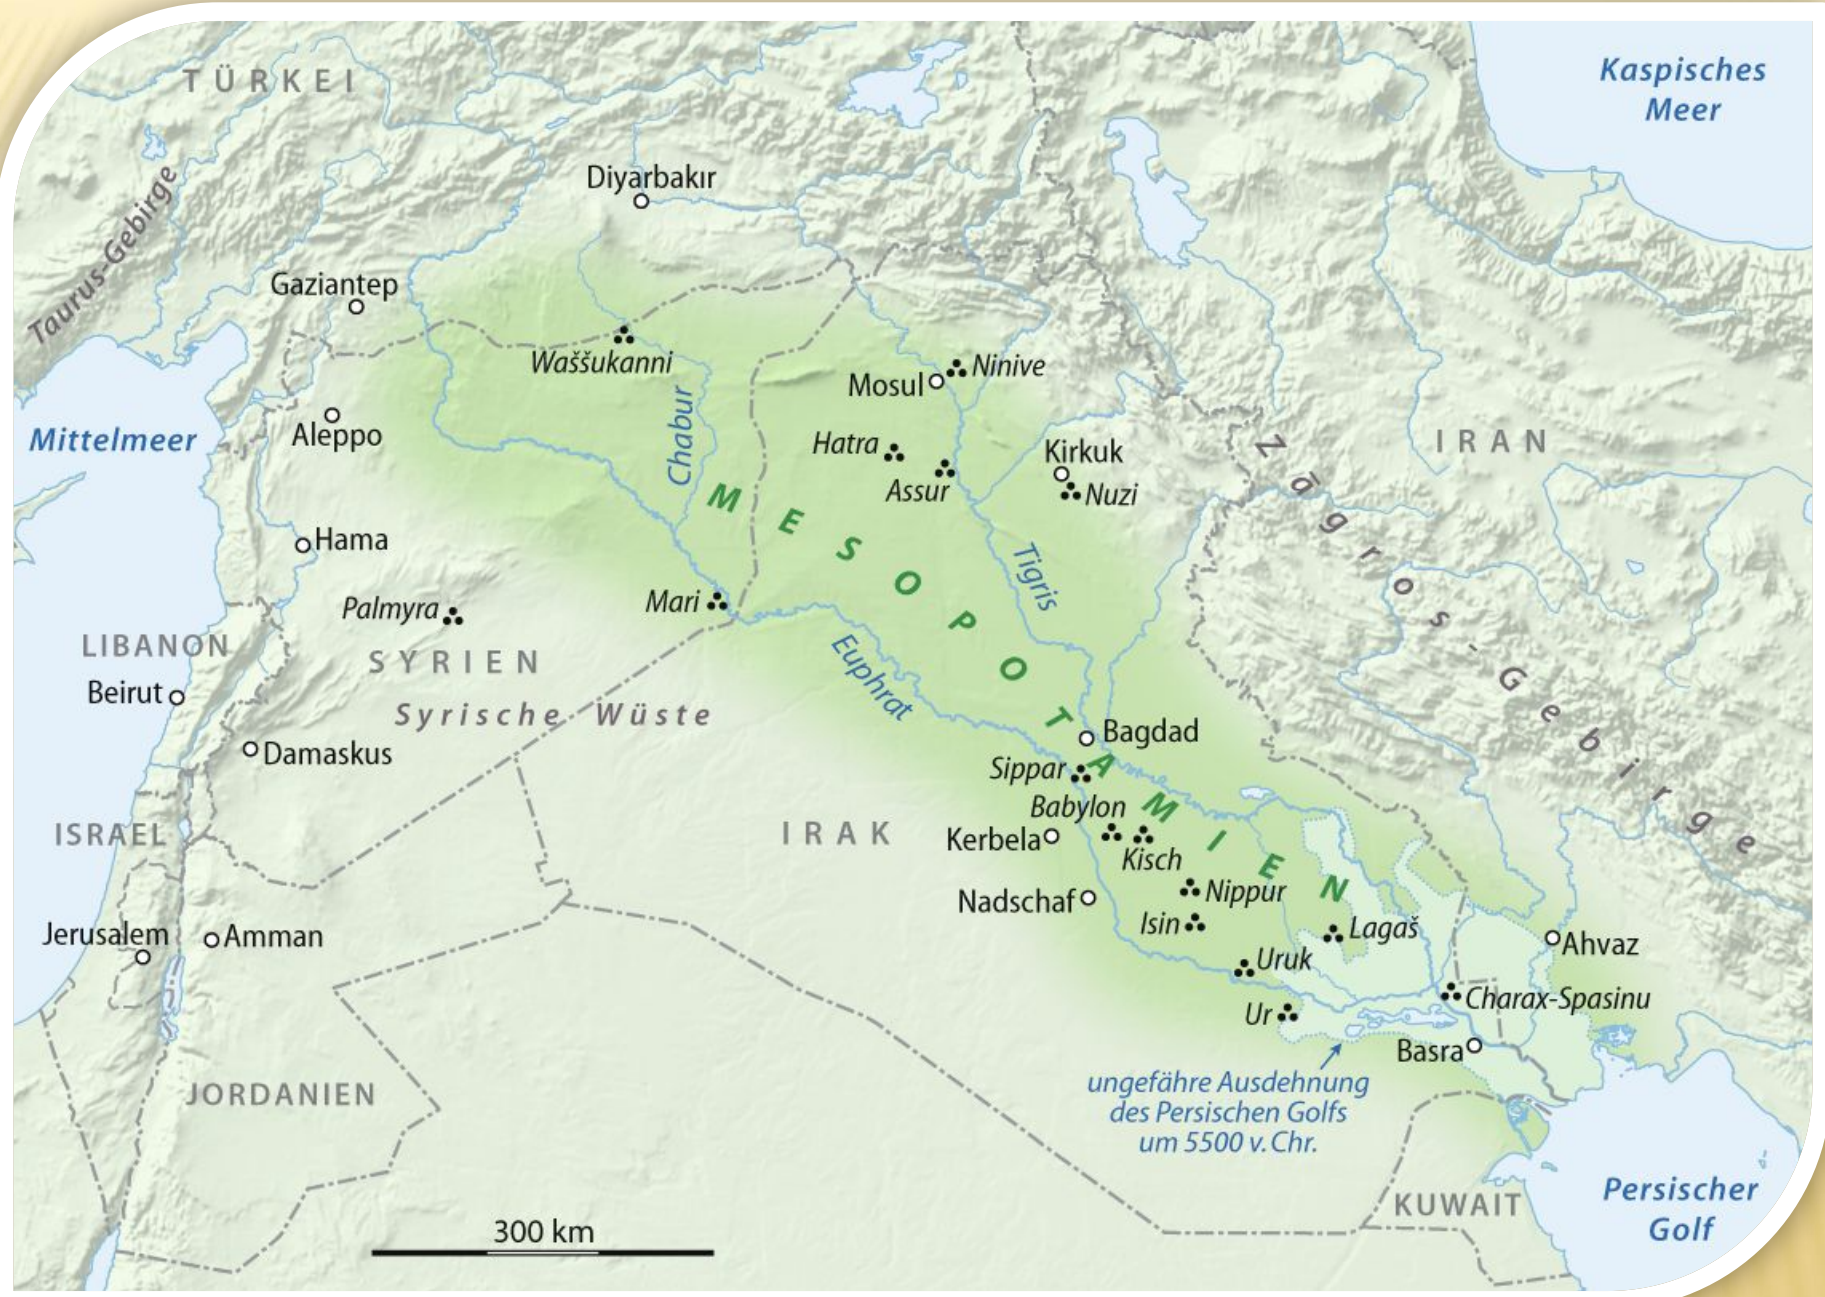 TÜRKEI
Kaspisches
Meer
Taurus-Gebirge
Diyarbakır
Gaziantep
Waššukanni
Chabur
Mosul
Ninive
Mittelmeer
Aleppo
Hatra
Assur
Kirkuk
Nuzi
IRAN
Zagros-Gebirge
MESOPOTAMIEN
Hama
Tigris
Palmyra
Mari
LIBANON
SYRIEN
Euphrat
Beirut
Syrische Wüste
Damaskus
Bagdad
Sippar
Babylon
ISRAEL
IRAK
Kerbela
Kisch
Nippur
Nadschaf
Isin
Lagaš
Jerusalem
Amman
Ahvaz
Uruk
Charax-Spasinu
Ur
Basra
ungefähre Ausdehnung
des Persischen Golfs
um 5500 v. Chr.
JORDANIEN
KUWAIT
Persischer
Golf
300 km